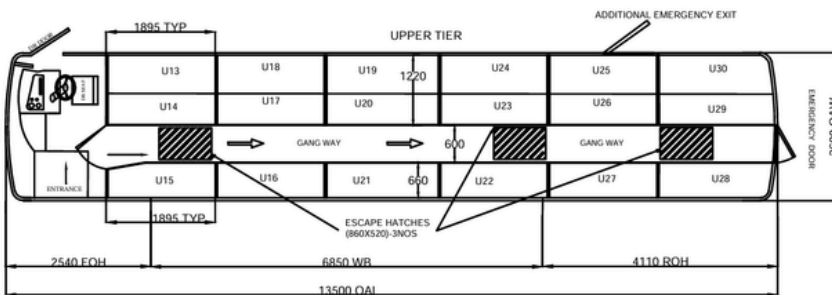 ADDITIONAL EMERGENCY EXIT
1895 TYP
UPPER TIER
U13
U18
U19
U24
U25
U30
1220
U14
U17
U20
U23
U26
U29
EMERGENCY DOOR
GANG WAY
600
GANG WAY
ENTRANCE
U15
U16
U21
660
U22
U27
U28
1895 TYP
ESCAPE HATCHES
(860X520)-3NOS
2540 FOH
6850 WB
4110 ROH
13500 OAL